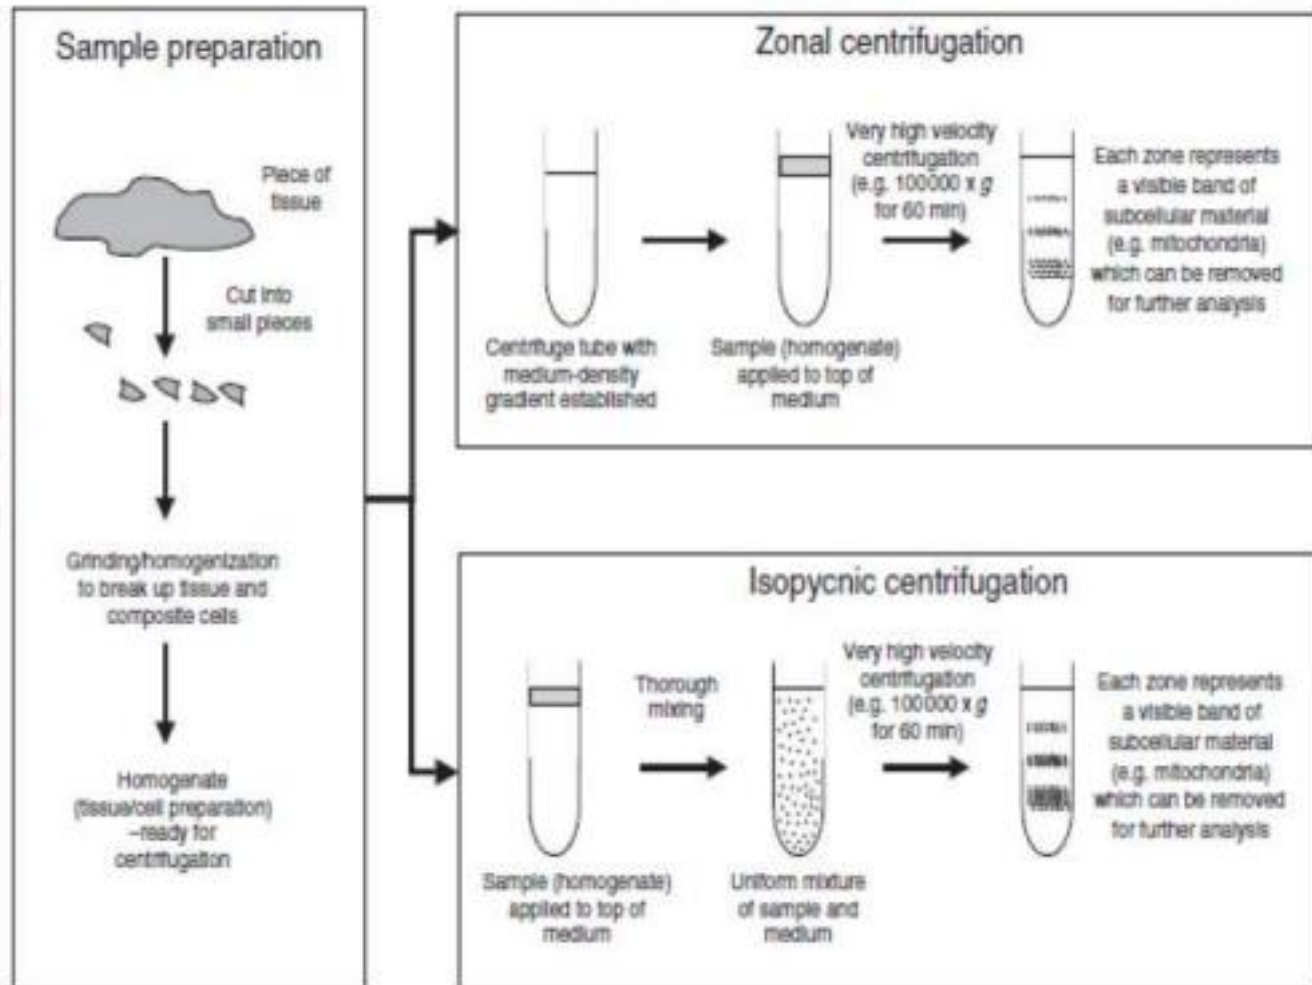 Sample preparation
Piece of
tissue
Cut into
small pieces
Grinding/homogenization
to break up tissue and
composite cells
Homogenate
(tissue/cell preparation)
–ready for
centrifugation
Zonal centrifugation
Centrifuge tube with
medium-density
gradient established
Sample (homogenate)
applied to top of
medium
Very high velocity
centrifugation
(e.g. 100000 x g
for 60 min)
Each zone represents
a visible band of
subcellular material
(e.g. mitochondria)
which can be removed
for further analysis
Isopycnic centrifugation
Sample (homogenate)
applied to top of
medium
Thorough
mixing
Uniform mixture
of sample and
medium
Very high velocity
centrifugation
(e.g. 100000 x g
for 60 min)
Each zone represents
a visible band of
subcellular material
(e.g. mitochondria)
which can be removed
for further analysis